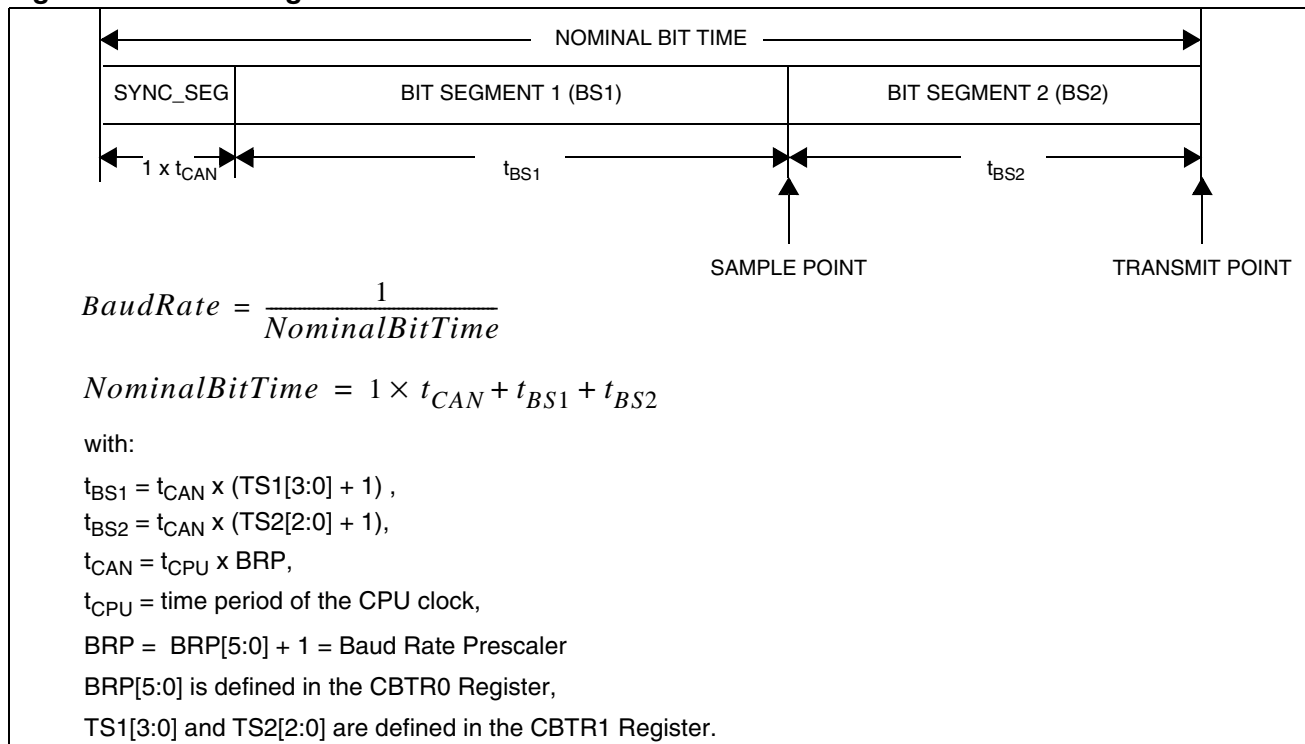 NOMINAL BIT TIME
SYNC_SEG BIT SEGMENT 1 (BS1) BIT SEGMENT 2 (BS2)
1 x tCAN tBS1 tBS2
SAMPLE POINT TRANSMIT POINT
BaudRate = 1 / NominalBitTime
NominalBitTime = 1 × tCAN + tBS1 + tBS2
with:
tBS1 = tCAN x (TS1[3:0] + 1) ,
tBS2 = tCAN x (TS2[2:0] + 1),
tCAN = tCPU x BRP,
tCPU = time period of the CPU clock,
BRP = BRP[5:0] + 1 = Baud Rate Prescaler
BRP[5:0] is defined in the CBTR0 Register,
TS1[3:0] and TS2[2:0] are defined in the CBTR1 Register.